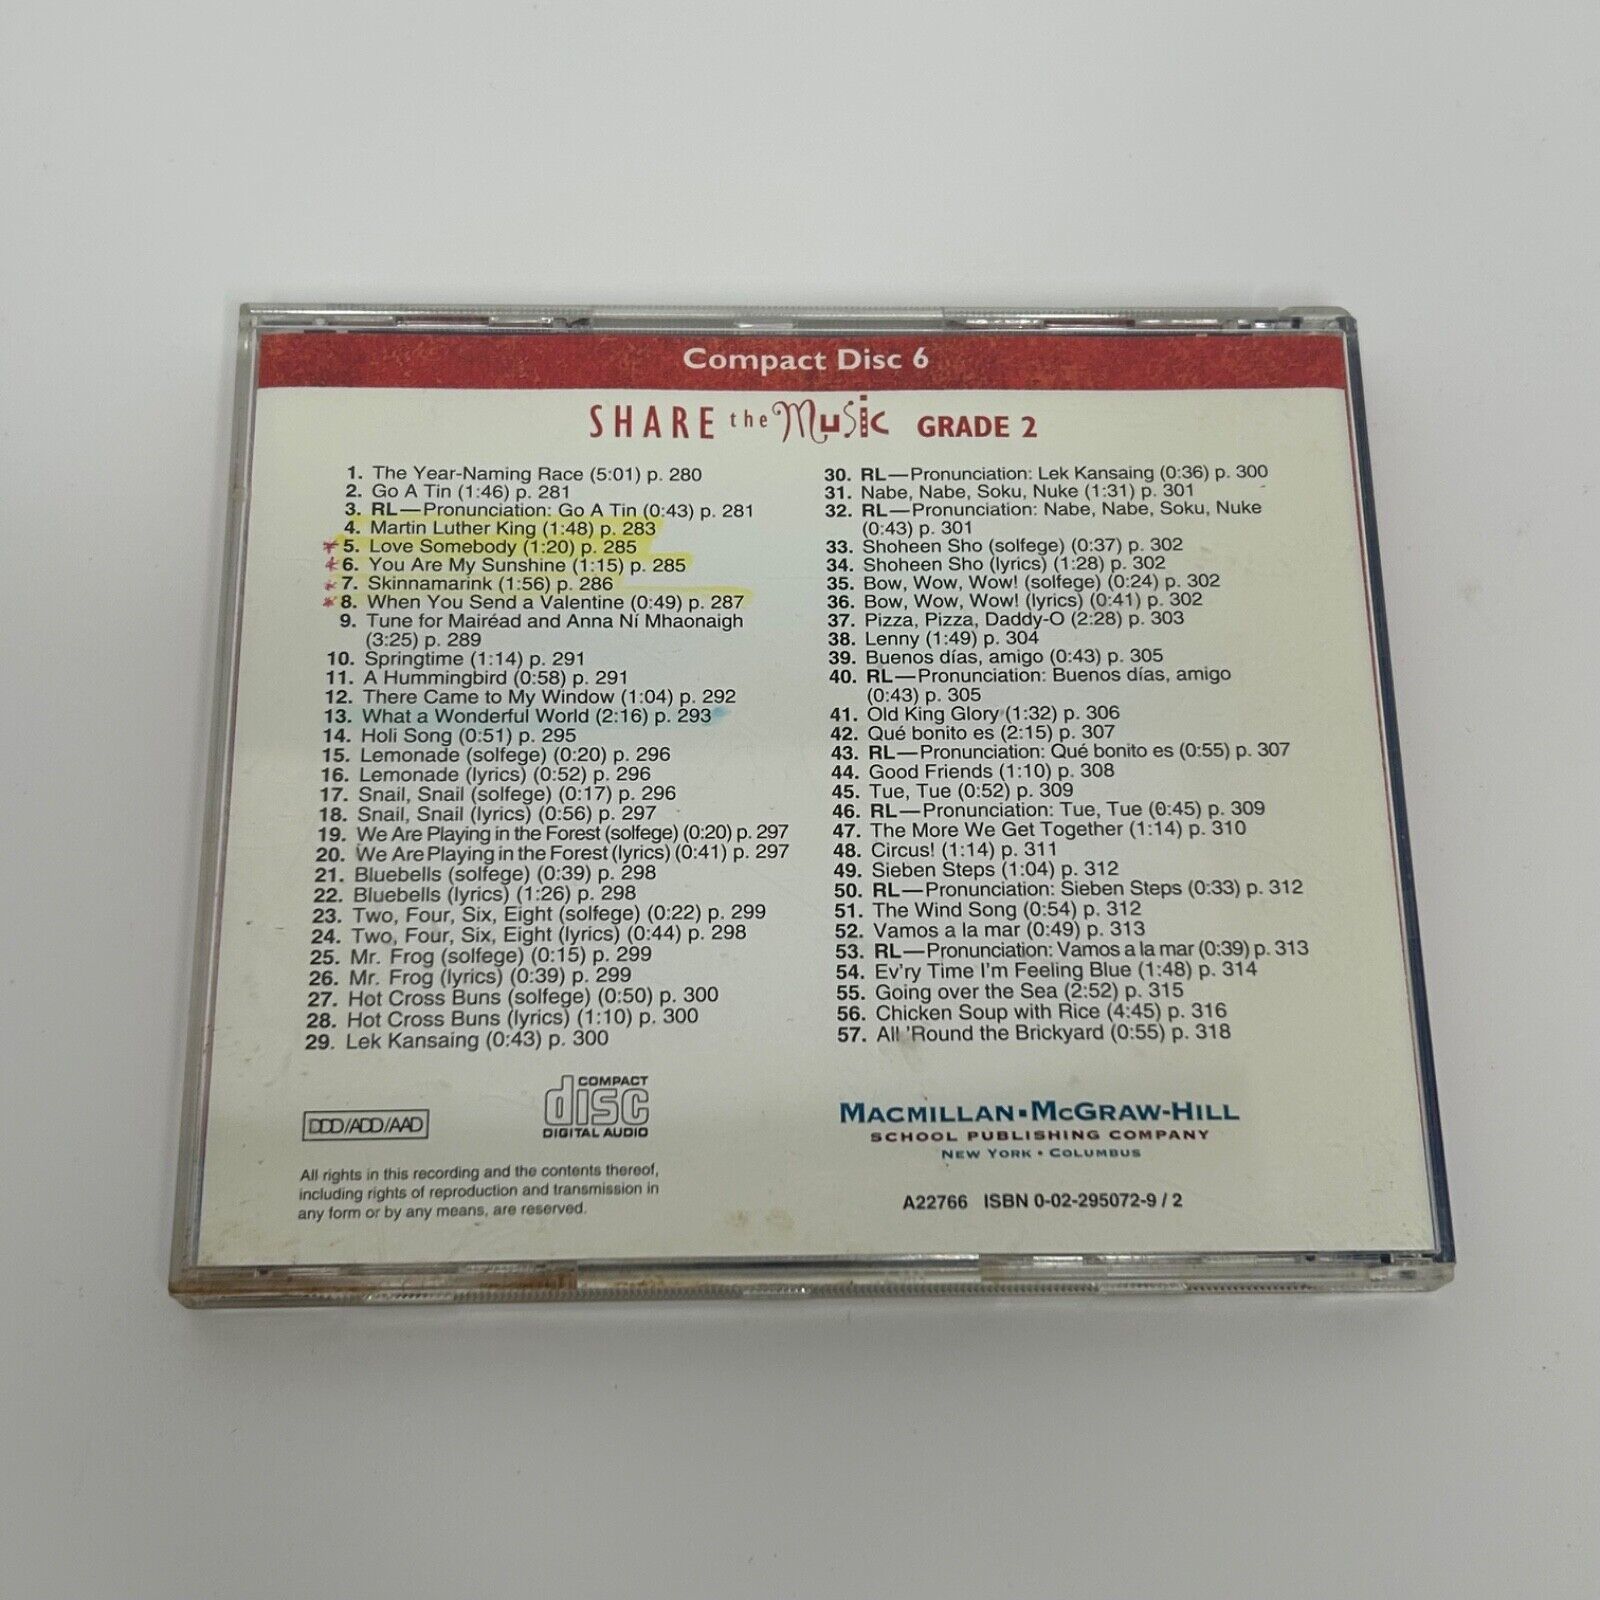 Compact Disc 6
SHARE the MUSIC GRADE 2
1. The Year-Naming Race (5:01) p. 280
2. Go A Tin (1:46) p. 281
3. RL—Pronunciation: Go A Tin (0:43) p. 281
4. Martin Luther King (1:48) p. 283
*5. Love Somebody (1:20) p. 285
*6. You Are My Sunshine (1:15) p. 285
*7. Skinnamarink (1:56) p. 286
*8. When You Send a Valentine (0:49) p. 287
9. Tune for Mairéad and Anna Ní Mhaonaigh
(3:25) p. 289
10. Springtime (1:14) p. 291
11. A Hummingbird (0:58) p. 291
12. There Came to My Window (1:04) p. 292
13. What a Wonderful World (2:16) p. 293
14. Holi Song (0:51) p. 295
15. Lemonade (solfege) (0:20) p. 296
16. Lemonade (lyrics) (0:52) p. 296
17. Snail, Snail (solfege) (0:17) p. 296
18. Snail, Snail (lyrics) (0:56) p. 297
19. We Are Playing in the Forest (solfege) (0:20) p. 297
20. We Are Playing in the Forest (lyrics) (0:41) p. 297
21. Bluebells (solfege) (0:39) p. 298
22. Bluebells (lyrics) (1:26) p. 298
23. Two, Four, Six, Eight (solfege) (0:22) p. 299
24. Two, Four, Six, Eight (lyrics) (0:44) p. 298
25. Mr. Frog (solfege) (0:15) p. 299
26. Mr. Frog (lyrics) (0:39) p. 299
27. Hot Cross Buns (solfege) (0:50) p. 300
28. Hot Cross Buns (lyrics) (1:10) p. 300
29. Lek Kansaing (0:43) p. 300
30. RL—Pronunciation: Lek Kansaing (0:36) p. 300
31. Nabe, Nabe, Soku, Nuke (1:31) p. 301
32. RL—Pronunciation: Nabe, Nabe, Soku, Nuke
(0:43) p. 301
33. Shoheen Sho (solfege) (0:37) p. 302
34. Shoheen Sho (lyrics) (1:28) p. 302
35. Bow, Wow, Wow! (solfege) (0:24) p. 302
36. Bow, Wow, Wow! (lyrics) (0:41) p. 302
37. Pizza, Pizza, Daddy-O (2:28) p. 303
38. Lenny (1:49) p. 304
39. Buenos días, amigo (0:43) p. 305
40. RL—Pronunciation: Buenos días, amigo
(0:43) p. 305
41. Old King Glory (1:32) p. 306
42. Qué bonito es (2:15) p. 307
43. RL—Pronunciation: Qué bonito es (0:55) p. 307
44. Good Friends (1:10) p. 308
45. Tue, Tue (0:52) p. 309
46. RL—Pronunciation: Tue, Tue (0:45) p. 309
47. The More We Get Together (1:14) p. 310
48. Circus! (1:14) p. 311
49. Sieben Steps (1:04) p. 312
50. RL—Pronunciation: Sieben Steps (0:33) p. 312
51. The Wind Song (0:54) p. 312
52. Vamos a la mar (0:49) p. 313
53. RL—Pronunciation: Vamos a la mar (0:39) p. 313
54. Ev'ry Time I'm Feeling Blue (1:48) p. 314
55. Going over the Sea (2:52) p. 315
56. Chicken Soup with Rice (4:45) p. 316
57. All 'Round the Brickyard (0:55) p. 318
DDD/ADD/AAD
COMPACT
disc
DIGITAL AUDIO
All rights in this recording and the contents thereof,
including rights of reproduction and transmission in
any form or by any means, are reserved.
MACMILLAN•MCGRAW-HILL
SCHOOL PUBLISHING COMPANY
NEW YORK • COLUMBUS
A22766 ISBN 0-02-295072-9 / 2